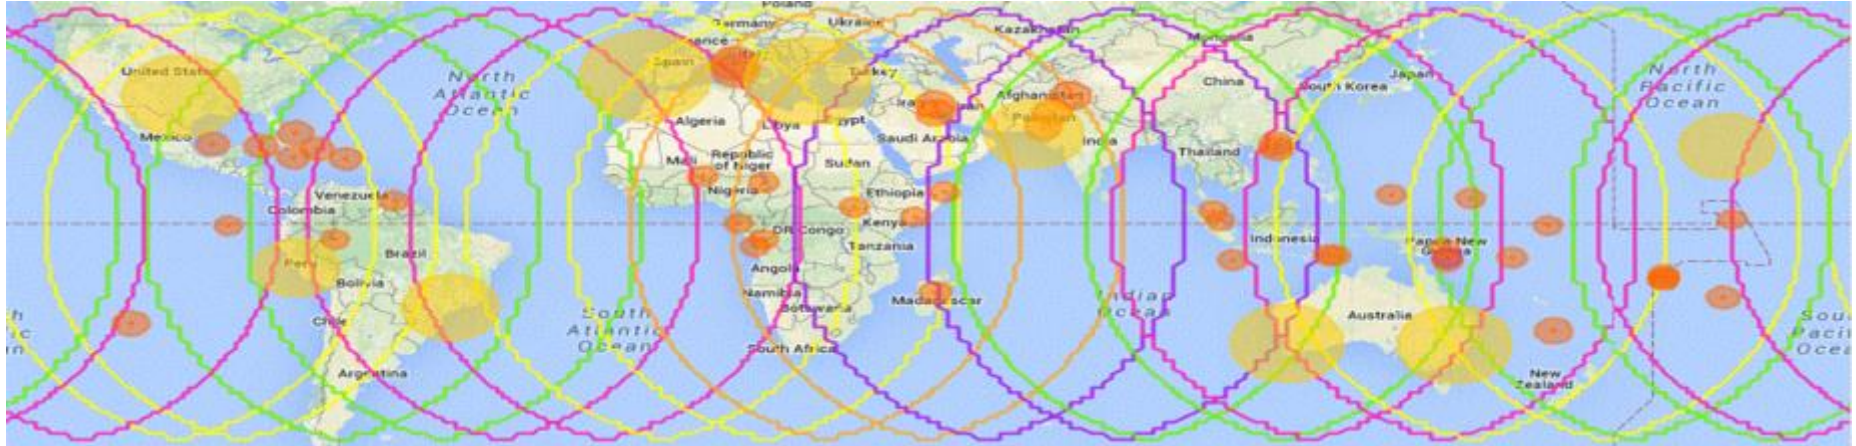 Poland
Germany
Ukraine
Kazakhstan
Mongolia
Spain
Turkey
China
Japan
South Korea
United States
North
Atlantic
Ocean
North
Pacific
Ocean
Afghanistan
Pakistan
Algeria
Libya
Saudi Arabia
India
Mexico
Mali
Republic
of Niger
Sudan
Thailand
Nigeria
Ethiopia
Venezuela
Colombia
Kenya
DR Congo
Tanzania
Indonesia
Papua New
Guinea
Brazil
Peru
Bolivia
Angola
Namibia
Botswana
Madagascar
Indian
Ocean
Australia
Chile
South
Atlantic
Ocean
South Africa
Argentina
New
Zealand